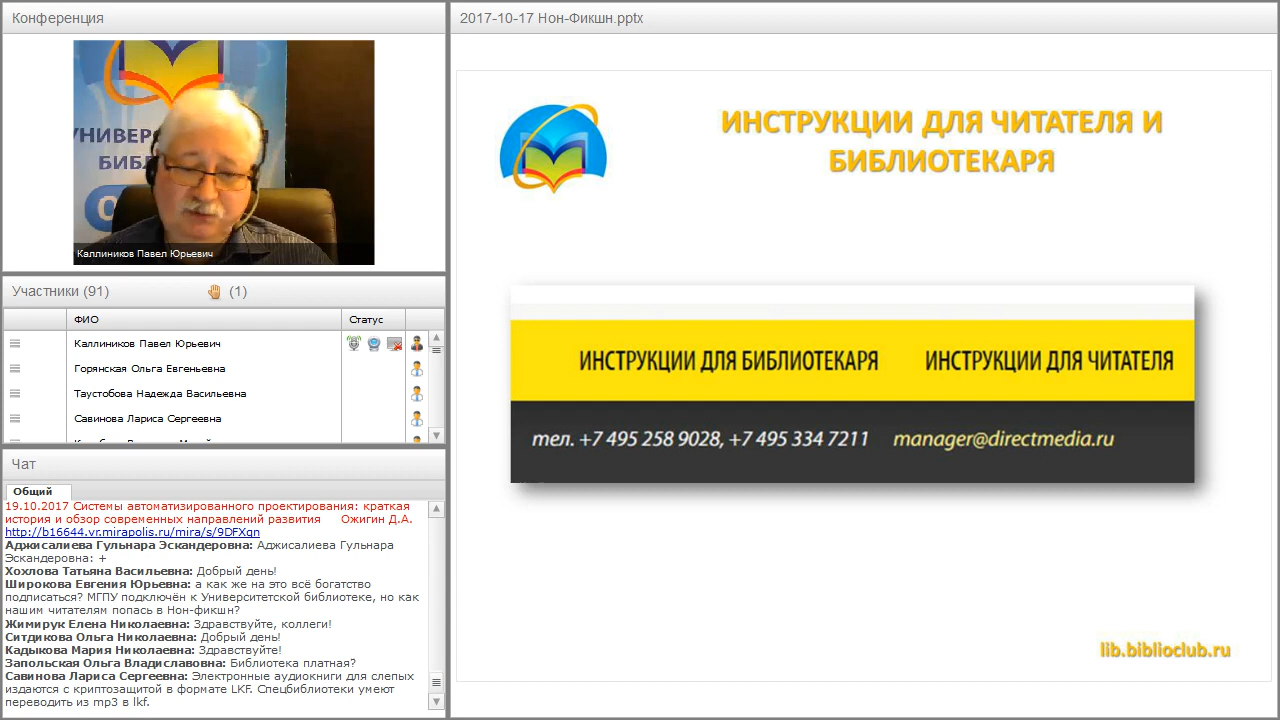 Конференция
УНИВЕР
БИБЛ
Каллиников Павел Юрьевич
Участники (91)
(1)
ФИО
Статус
Каллиников Павел Юрьевич
Горянская Ольга Евгеньевна
Таустобова Надежда Васильевна
Савинова Лариса Сергеевна
Чат
Общий
19.10.2017 Системы автоматизированного проектирования: краткая
история и обзор современных направлений развития Ожигин Д.А.
http://b16644.vr.mirapolis.ru/mira/s/9DFXqn
Аджисалиева Гульнара Эскандеровна: Аджисалиева Гульнара
Эскандеровна: +
Хохлова Татьяна Васильевна: Добрый день!
Широкова Евгения Юрьевна: а как же на это всё богатство
подписаться? МГПУ подключён к Университетской библиотеке, но как
нашим читателям попась в Нон-фикшн?
Жимирук Елена Николаевна: Здравствуйте, коллеги!
Ситдикова Ольга Николаевна: Добрый день!
Кадыкова Мария Николаевна: Здравствуйте!
Запольская Ольга Владиславовна: Библиотека платная?
Савинова Лариса Сергеевна: Электронные аудиокниги для слепых
издаются с криптозащитой в формате LKF. Спецбиблиотеки умеют
переводить из mp3 в lkf.
2017-10-17 Нон-Фикшн.pptx
ИНСТРУКЦИИ ДЛЯ ЧИТАТЕЛЯ И
БИБЛИОТЕКАРЯ
ИНСТРУКЦИИ ДЛЯ БИБЛИОТЕКАРЯ ИНСТРУКЦИИ ДЛЯ ЧИТАТЕЛЯ
тел. +7 495 258 9028, +7 495 334 7211 manager@directmedia.ru
lib.biblioclub.ru